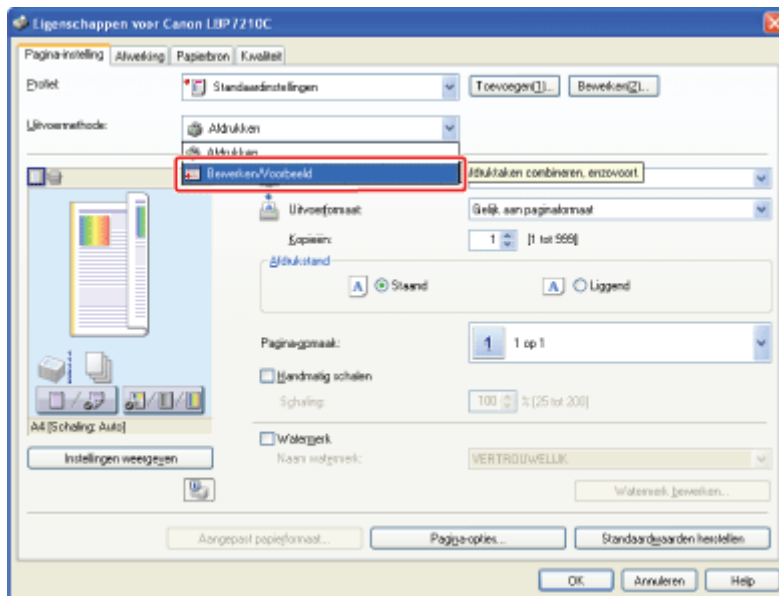 Eigenschappen voor Canon LBP7210C
Pagina-instelling Afwerking Papierbron Kwaliteit
Profiel: Standaardinstellingen Toevoegen(1)... Bewerken(2)...
Uitvoermethode: Afdrukken
Afdrukken
Bewerken/Voorbeeld Afdruktaken combineren, enzovoort.
Uitvoerformaat: Gelijk aan paginaformaat
Kopieën: 1 [1 tot 999]
Afdrukstand
A Staand A Liggend
Pagina-opmaak: 1 1 op 1
Handmatig schalen
Schaling: 100 % [25 tot 200]
A4 [Schaling: Auto]
Watermerk
Instellingen weergeven Naam watermerk: VERTROUWELIJK
Watermerk bewerken...
Aangepast papierformaat... Pagina-opties... Standaardwaarden herstellen
OK Annuleren Help